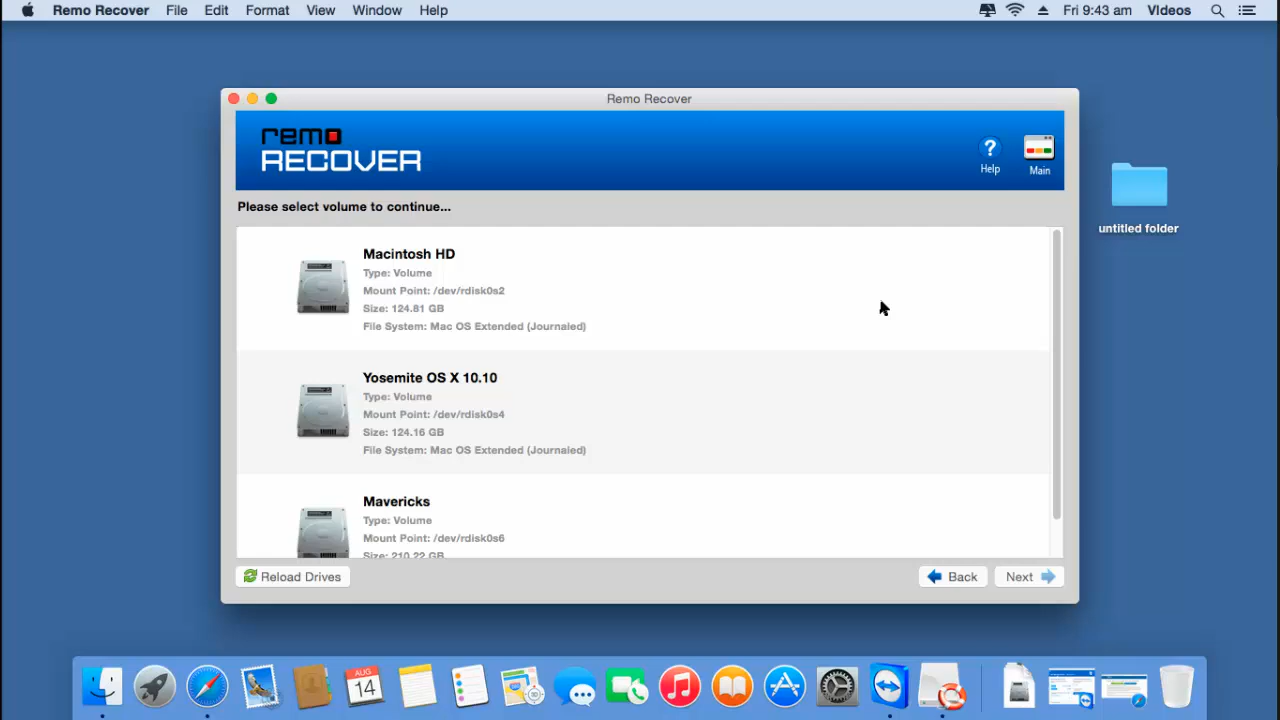 Remo Recover File Edit Format View Window Help Fri 9:43 am VIdeos
Remo Recover
remo
RECOVER
?
Help Main
Please select volume to continue...
untitled folder
Macintosh HD
Type: Volume
Mount Point: /dev/rdisk0s2
Size: 124.81 GB
File System: Mac OS Extended (Journaled)
Yosemite OS X 10.10
Type: Volume
Mount Point: /dev/rdisk0s4
Size: 124.16 GB
File System: Mac OS Extended (Journaled)
Mavericks
Type: Volume
Mount Point: /dev/rdisk0s6
Size: 210.22 GB
Reload Drives Back Next
AUG
14